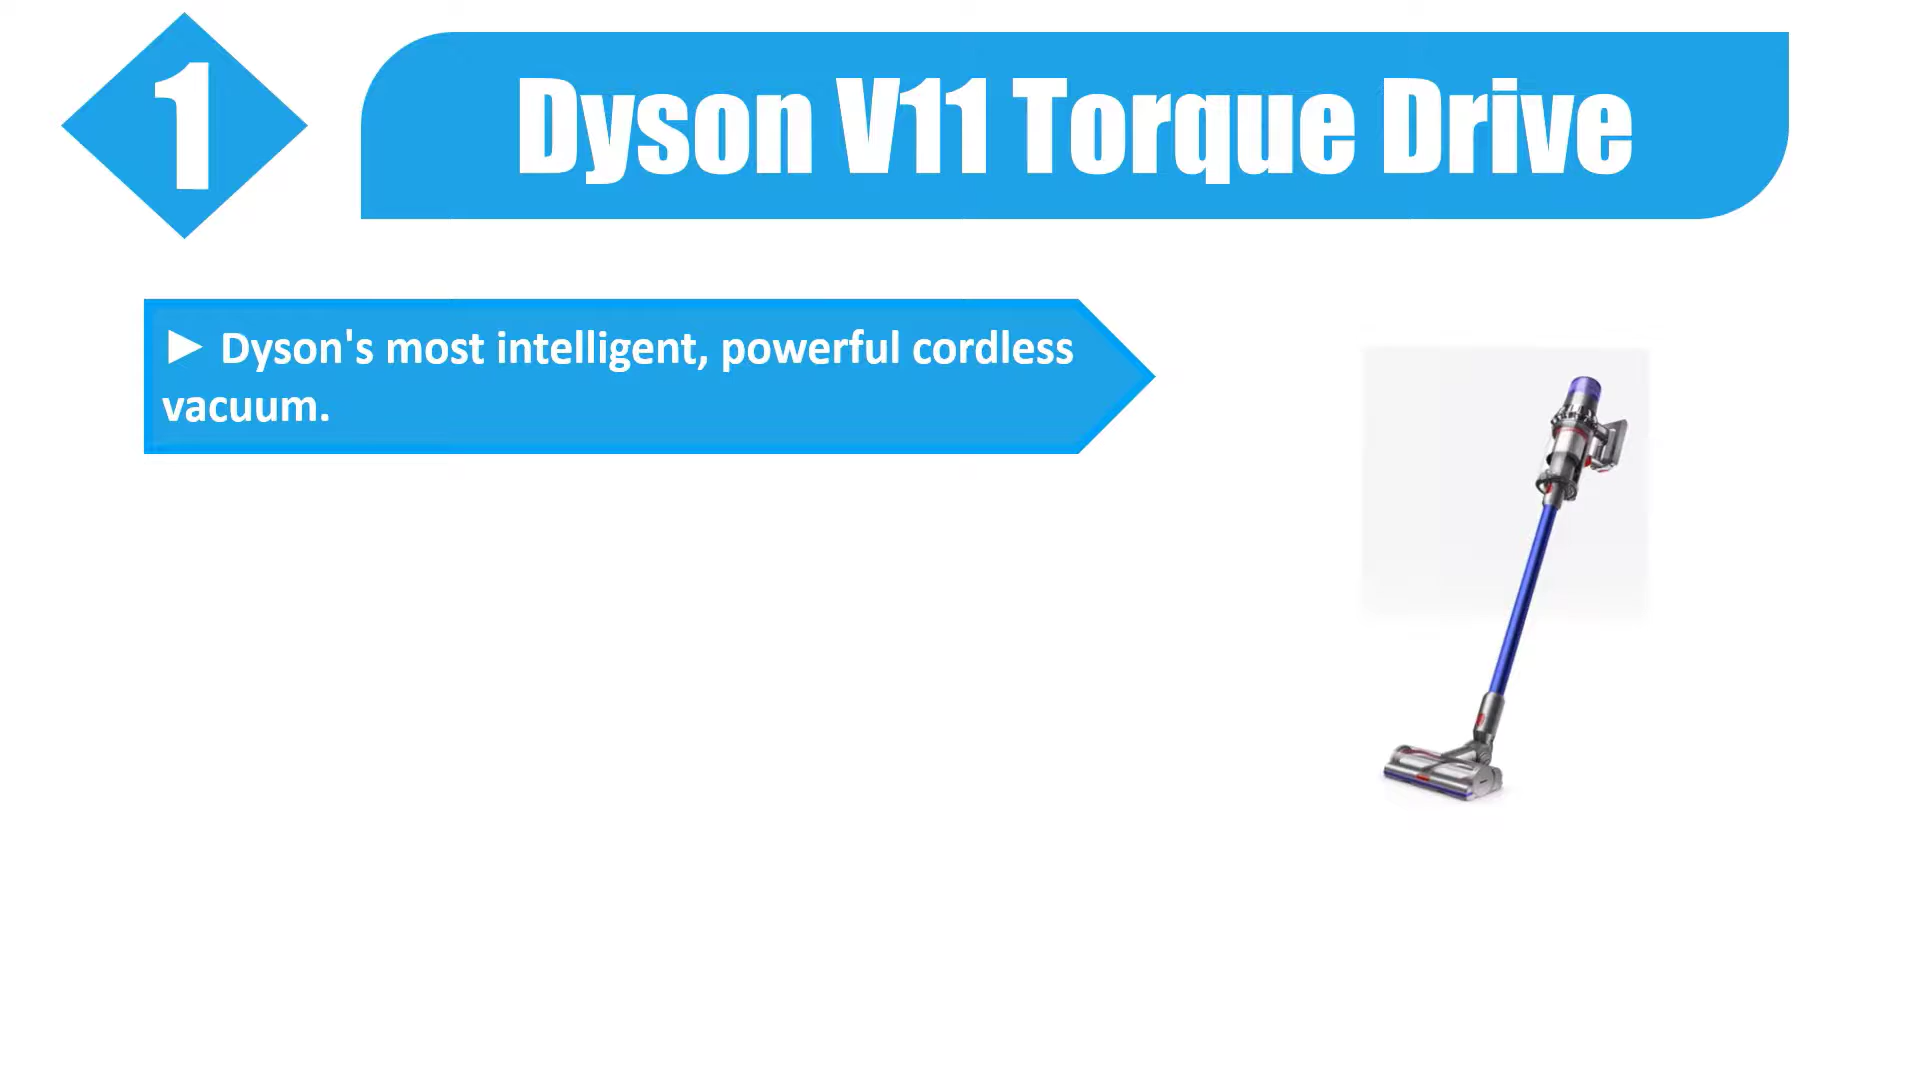 1
Dyson V11 Torque Drive
► Dyson's most intelligent, powerful cordless
vacuum.